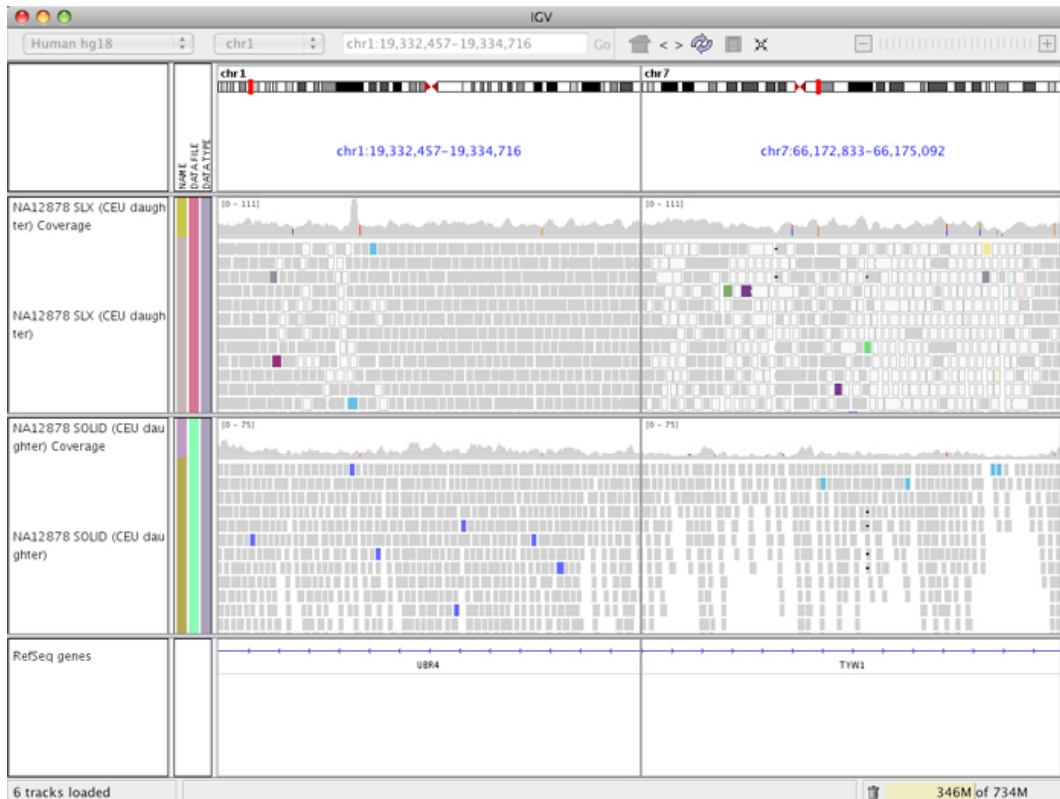 IGV
Human hg18
chr1
chr1:19,332,457-19,334,716
Go
NAME
DATA FILE
DATA TYPE
chr1
chr7
chr1:19,332,457-19,334,716
chr7:66,172,833-66,175,092
NA12878 SLX (CEU daugh
ter) Coverage
[0 - 111]
[0 - 111]
NA12878 SLX (CEU daugh
ter)
NA12878 SOLID (CEU dau
ghter) Coverage
[0 - 75]
[0 - 75]
NA12878 SOLID (CEU dau
ghter)
RefSeq genes
UBR4
TYW1
6 tracks loaded
346M of 734M